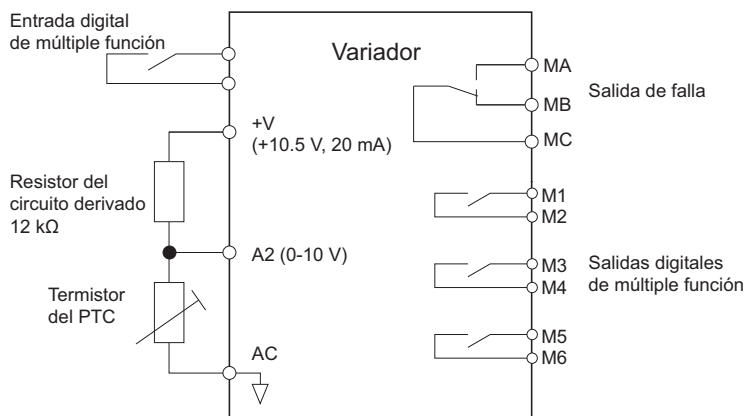 Entrada digital
de múltiple función
Variador
MA
MB
MC
Salida de falla
+V
(+10.5 V, 20 mA)
Resistor del
circuito derivado
12 kΩ
M1
M2
A2 (0-10 V)
M3
M4
Salidas digitales
de múltiple función
Termistor
del PTC
AC
M5
M6